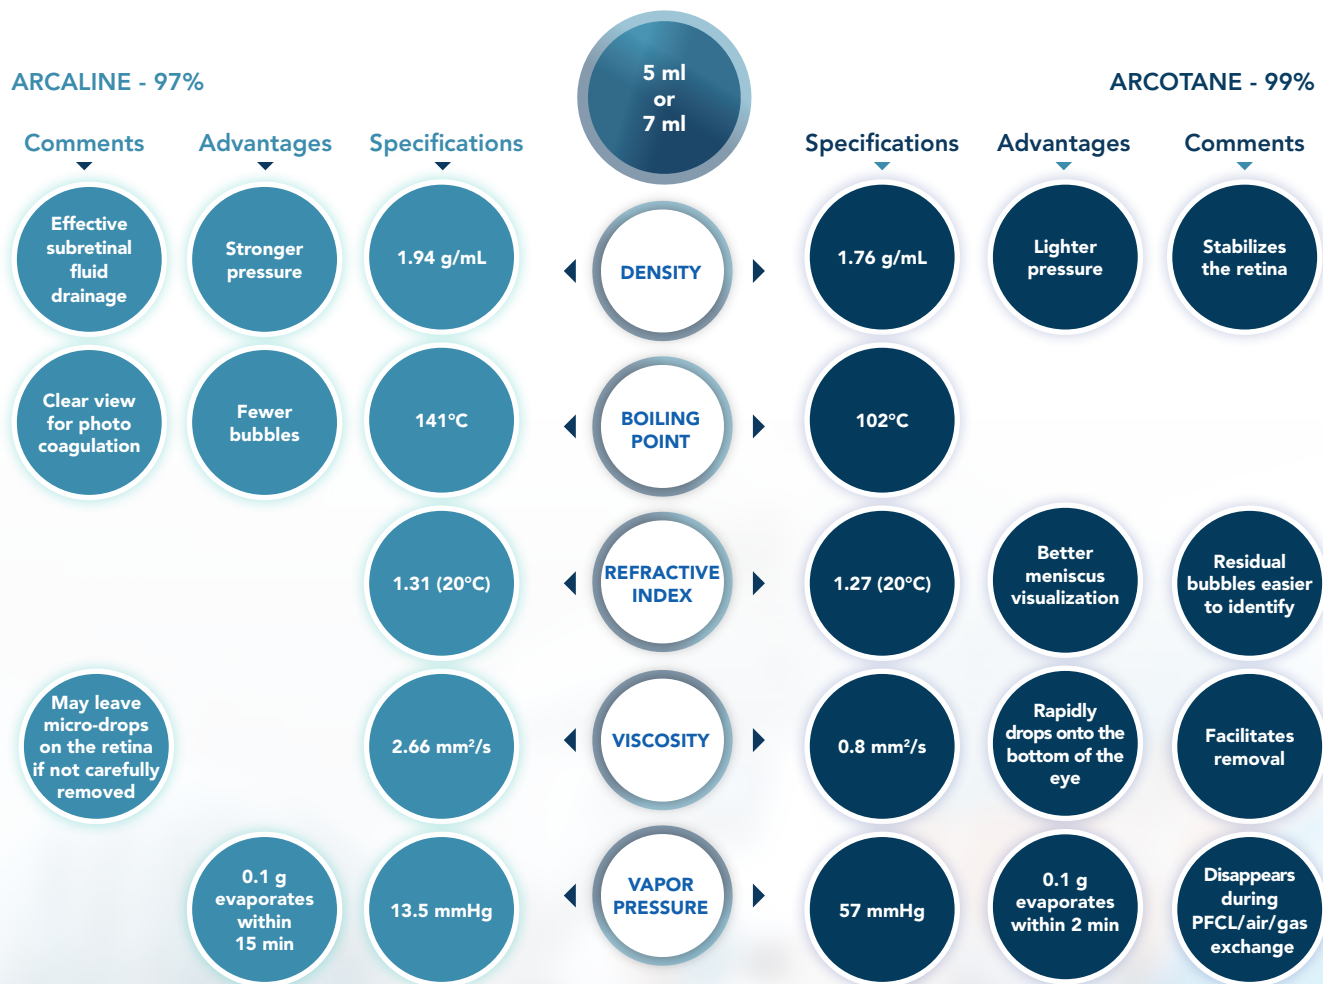 5 ml
or
7 ml
ARCALINE - 97%
ARCOTANE - 99%
Comments
Advantages
Specifications
Specifications
Advantages
Comments
Effective
subretinal
fluid
drainage
Stronger
pressure
1.94 g/mL
DENSITY
1.76 g/mL
Lighter
pressure
Stabilizes
the retina
Clear view
for photo
coagulation
Fewer
bubbles
141°C
BOILING
POINT
102°C
1.31 (20°C)
REFRACTIVE
INDEX
1.27 (20°C)
Better
meniscus
visualization
Residual
bubbles easier
to identify
May leave
micro-drops
on the retina
if not carefully
removed
2.66 mm²/s
VISCOSITY
0.8 mm²/s
Rapidly
drops onto the
bottom of the
eye
Facilitates
removal
0.1 g
evaporates
within
15 min
13.5 mmHg
VAPOR
PRESSURE
57 mmHg
0.1 g
evaporates
within 2 min
Disappears
during
PFCL/air/gas
exchange